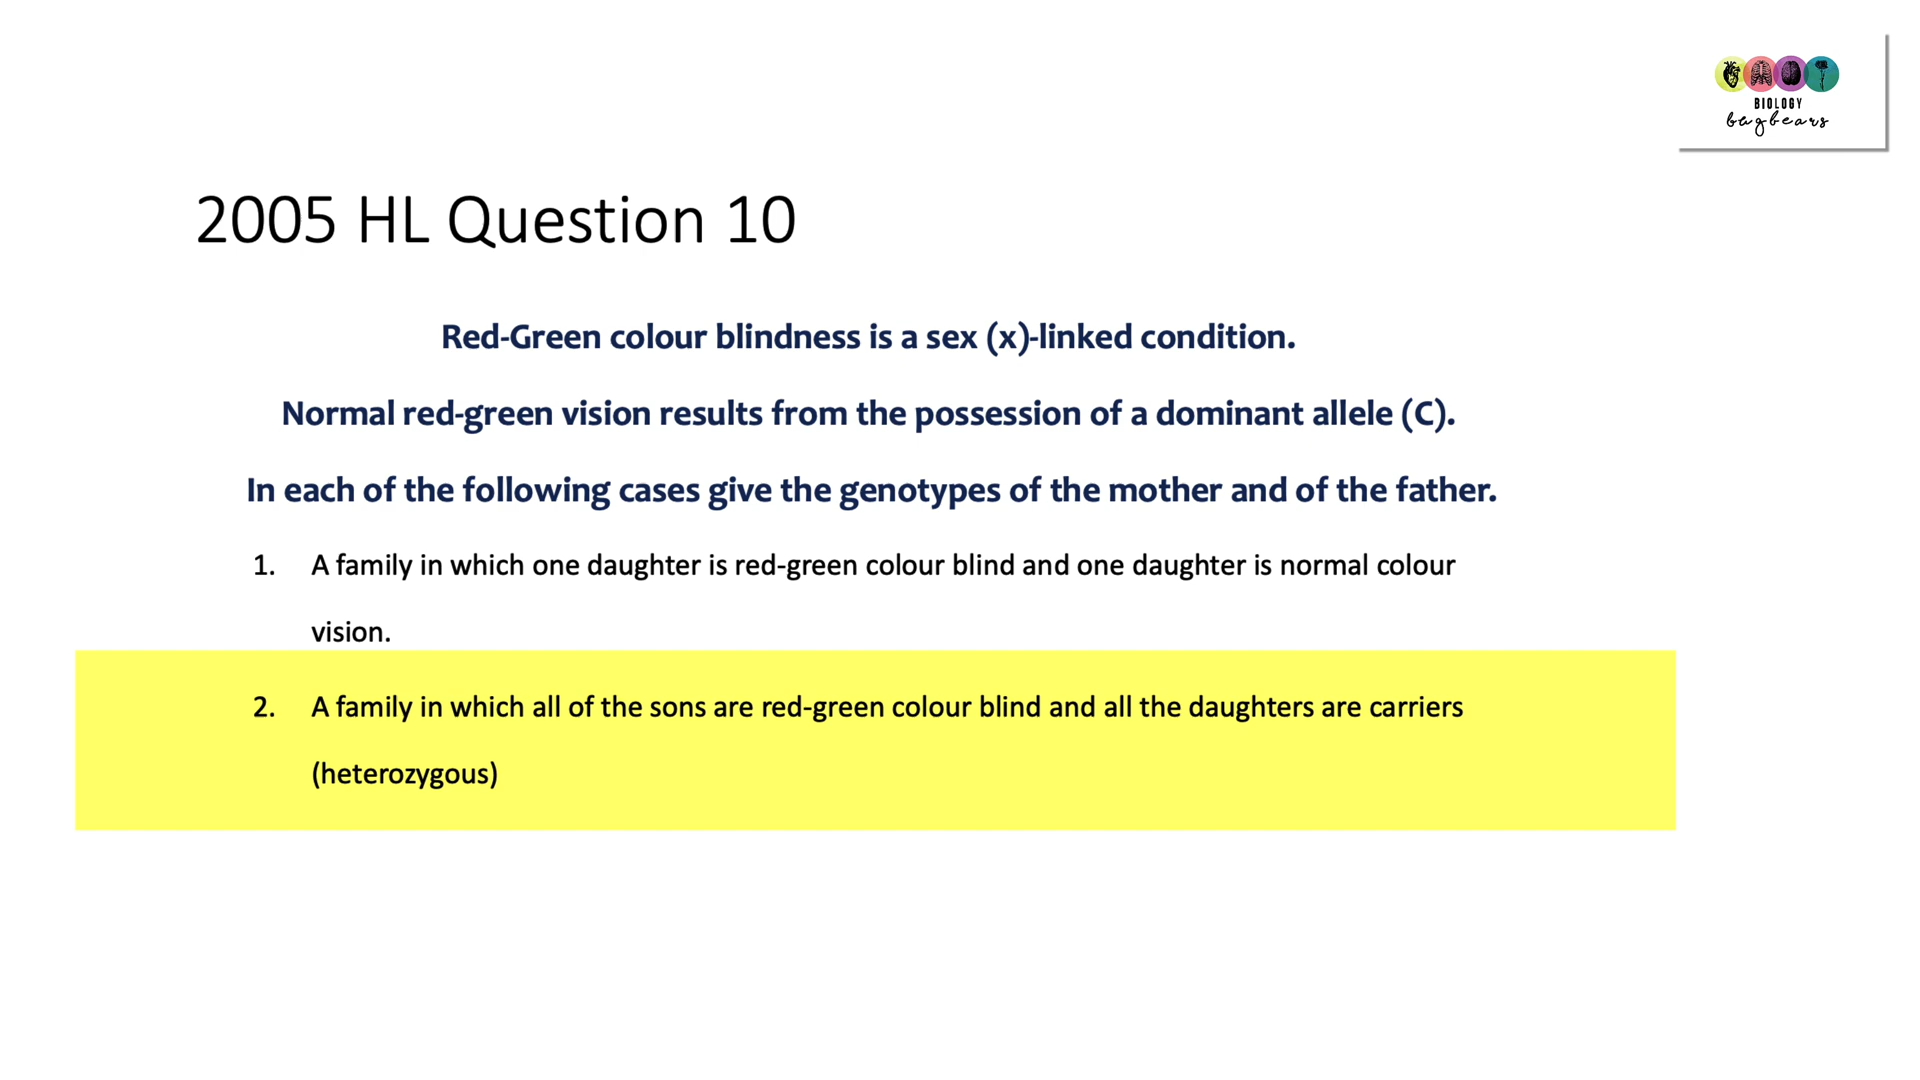 BIOLOGY
bugbears
2005 HL Question 10
Red-Green colour blindness is a sex (x)-linked condition.
Normal red-green vision results from the possession of a dominant allele (C).
In each of the following cases give the genotypes of the mother and of the father.
1. A family in which one daughter is red-green colour blind and one daughter is normal colour
vision.
2. A family in which all of the sons are red-green colour blind and all the daughters are carriers
(heterozygous)